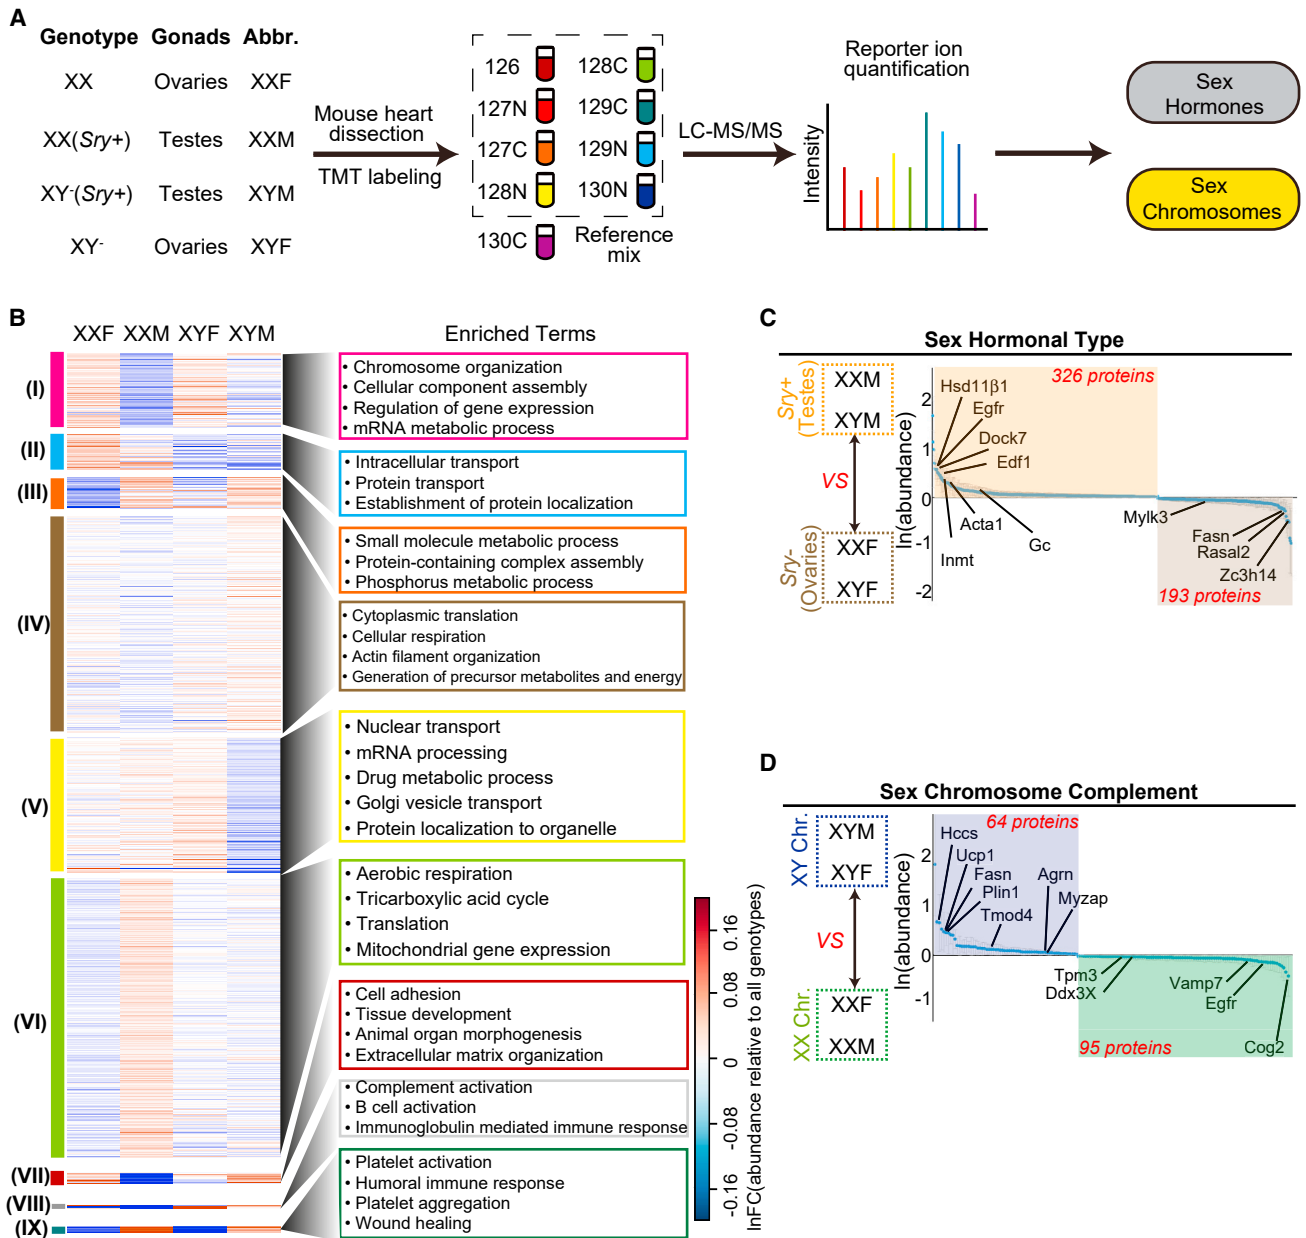 A
Genotype Gonads Abbr.
XX Ovaries XXF
XX(Sry+) Testes XXM
XY-(Sry+) Testes XYM
XY- Ovaries XYF
Mouse heart
dissection
TMT labeling
126 128C
127N 129C
127C 129N
128N 130N
130C Reference
mix
LC-MS/MS
Reporter ion
quantification
Intensity
Sex
Hormones
Sex
Chromosomes
B
XXF XXM XYF XYM
Enriched Terms
(I)
• Chromosome organization
• Cellular component assembly
• Regulation of gene expression
• mRNA metabolic process
(II)
• Intracellular transport
• Protein transport
• Establishment of protein localization
(III)
• Small molecule metabolic process
• Protein-containing complex assembly
• Phosphorus metabolic process
(IV)
• Cytoplasmic translation
• Cellular respiration
• Actin filament organization
• Generation of precursor metabolites and energy
(V)
• Nuclear transport
• mRNA processing
• Drug metabolic process
• Golgi vesicle transport
• Protein localization to organelle
(VI)
• Aerobic respiration
• Tricarboxylic acid cycle
• Translation
• Mitochondrial gene expression
(VII)
• Cell adhesion
• Tissue development
• Animal organ morphogenesis
• Extracellular matrix organization
(VIII)
• Complement activation
• B cell activation
• Immunoglobulin mediated immune response
(IX)
• Platelet activation
• Humoral immune response
• Platelet aggregation
• Wound healing
0.16
0.08
0
-0.08
-0.16
lnFC(abundance relative to all genotypes)
C
Sex Hormonal Type
Sry+
(Testes)
XXM
XYM
VS
Sry-
(Ovaries)
XXF
XYF
ln(abundance)
2
1
0
-1
-2
326 proteins
Hsd11β1
Egfr
Dock7
Edf1
Acta1
Gc
Inmt
Mylk3
Fasn
Rasal2
Zc3h14
193 proteins
D
Sex Chromosome Complement
XY Chr.
XYM
XYF
VS
XX Chr.
XXF
XXM
ln(abundance)
2
1
0
-1
64 proteins
Hccs
Ucp1
Fasn
Plin1
Tmod4
Agrn
Myzap
Tpm3
Ddx3X
Vamp7
Egfr
Cog2
95 proteins